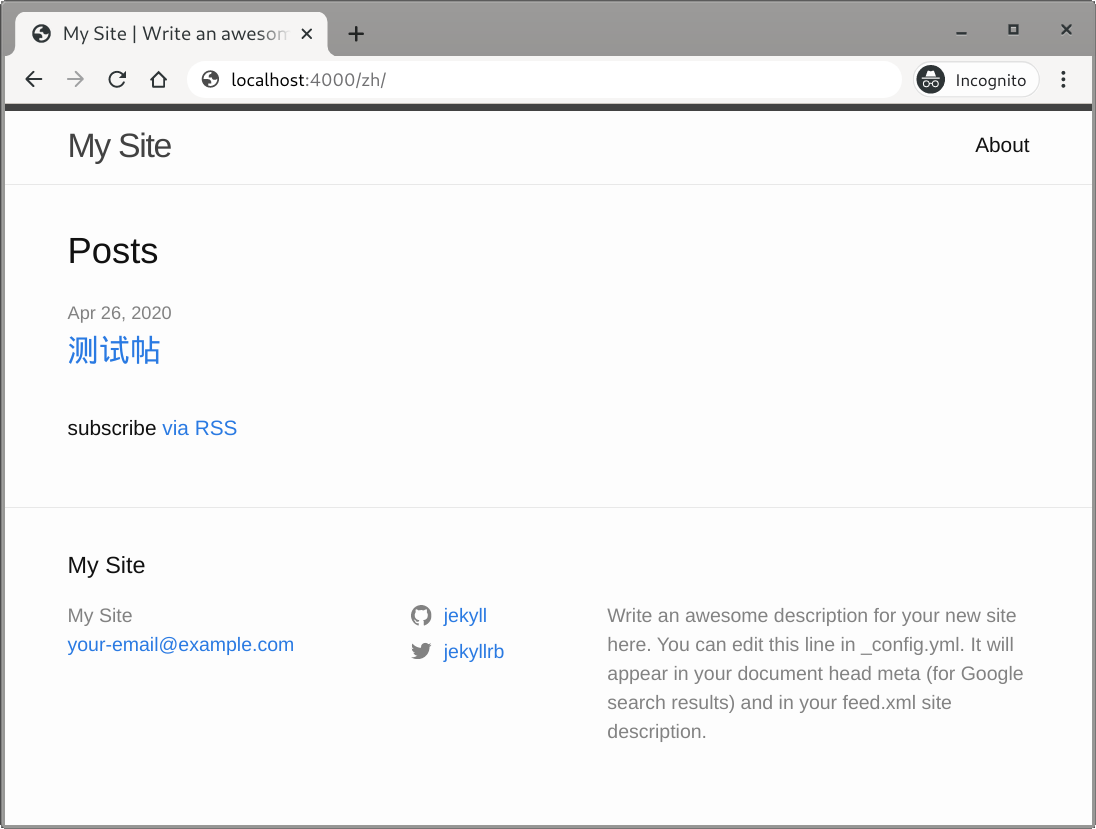 My Site | Write an awesom
localhost:4000/zh/
Incognito
My Site
About
Posts
Apr 26, 2020
测试帖
subscribe via RSS
My Site
My Site
your-email@example.com
jekyll
jekyllrb
Write an awesome description for your new site
here. You can edit this line in _config.yml. It will
appear in your document head meta (for Google
search results) and in your feed.xml site
description.